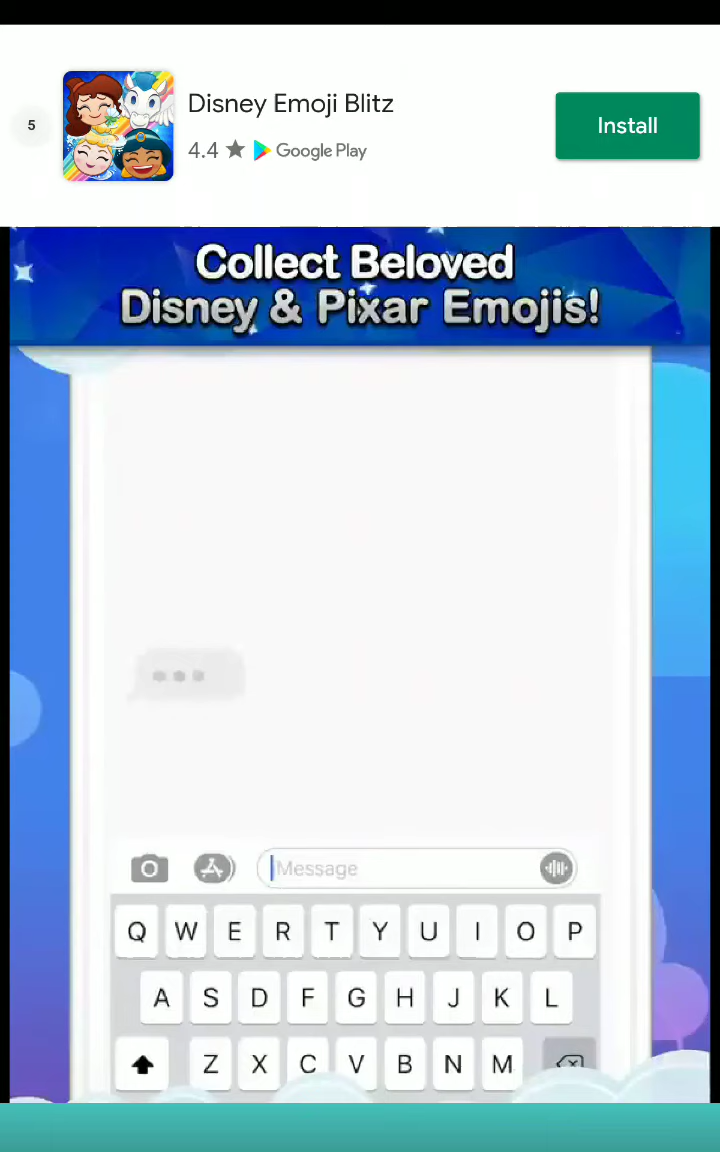 Disney Emoji Blitz
5
4.4 ★ Google Play
Install
Collect Beloved
Disney & Pixar Emojis!
Message
Q W E R T Y U I O P
A S D F G H J K L
Z X C V B N M